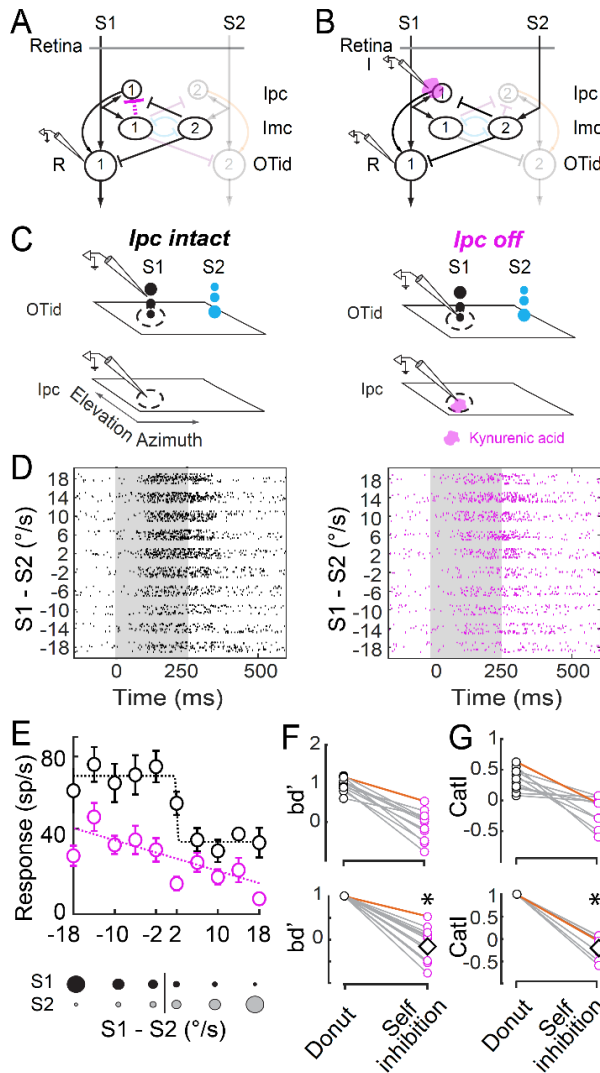 A
S1
S2
Retina
1
2
Ipc
1
2
Imc
R
1
2
OTid
B
S1
S2
Retina
I
1
2
Ipc
1
2
Imc
R
1
2
OTid
C
Ipc intact
Ipc off
S1
S2
S1
S2
OTid
OTid
Ipc
Ipc
Elevation
Azimuth
Kynurenic acid
D
S1 - S2 (°/s)
18
14
10
6
2
-2
-6
-10
-14
-18
0
250
500
Time (ms)
S1 - S2 (°/s)
18
14
10
6
2
-2
-6
-10
-14
-18
0
250
500
Time (ms)
E
Response (sp/s)
80
40
0
-18
-10
-2
2
10
18
S1
S2
S1 - S2 (°/s)
F
bd'
2
1
0
bd'
1
0
*
Donut
Self
inhibition
G
CatI
1
0.5
0
-0.5
CatI
1
0.5
0
-0.5
*
Donut
Self
inhibition